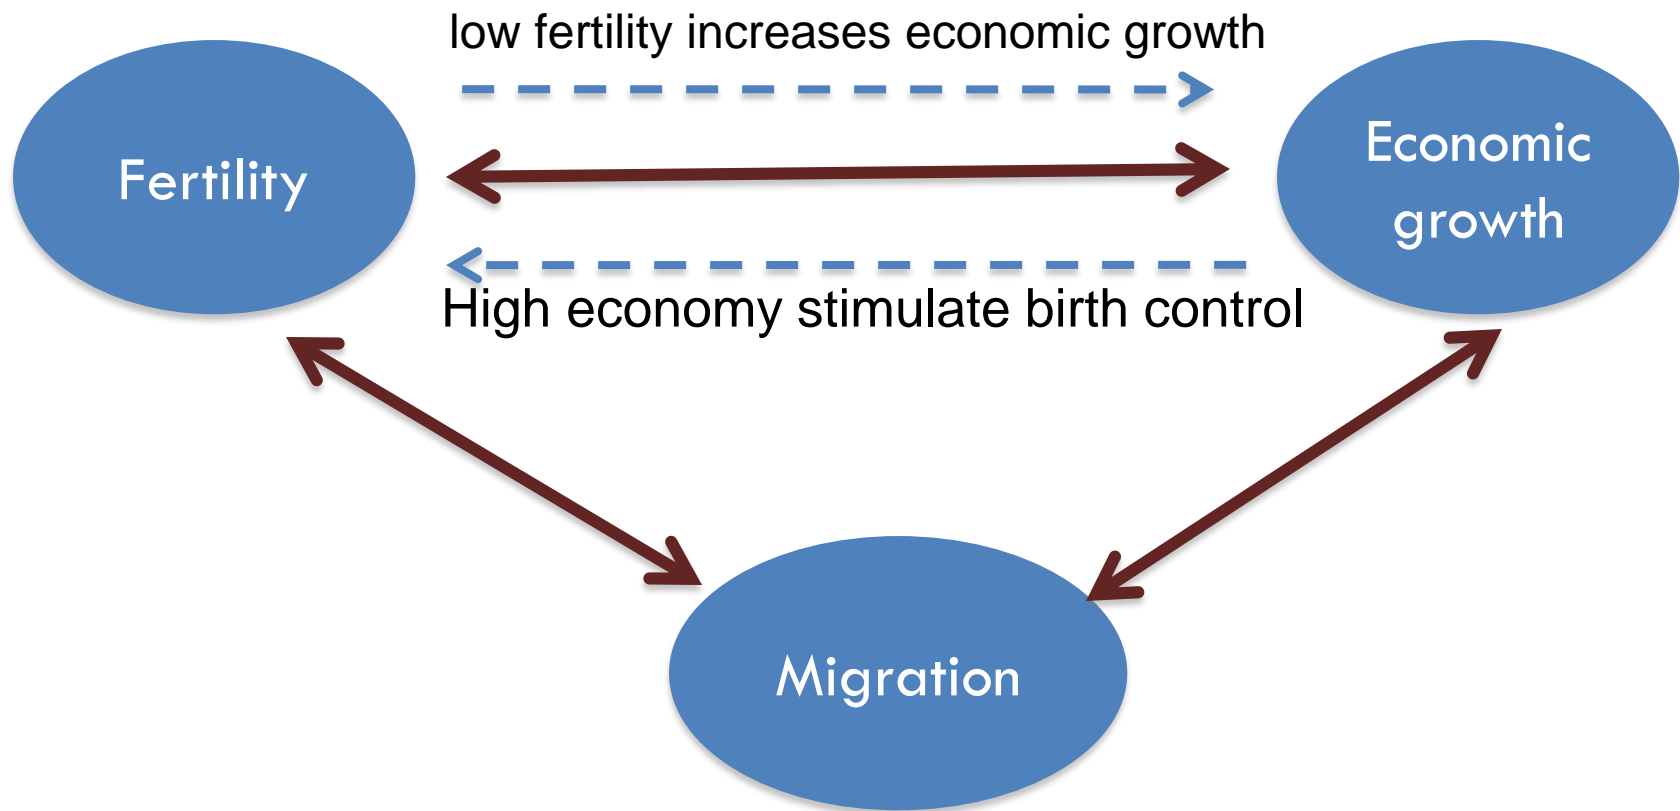 low fertility increases economic growth
Fertility
Economic
growth
High economy stimulate birth control
Migration